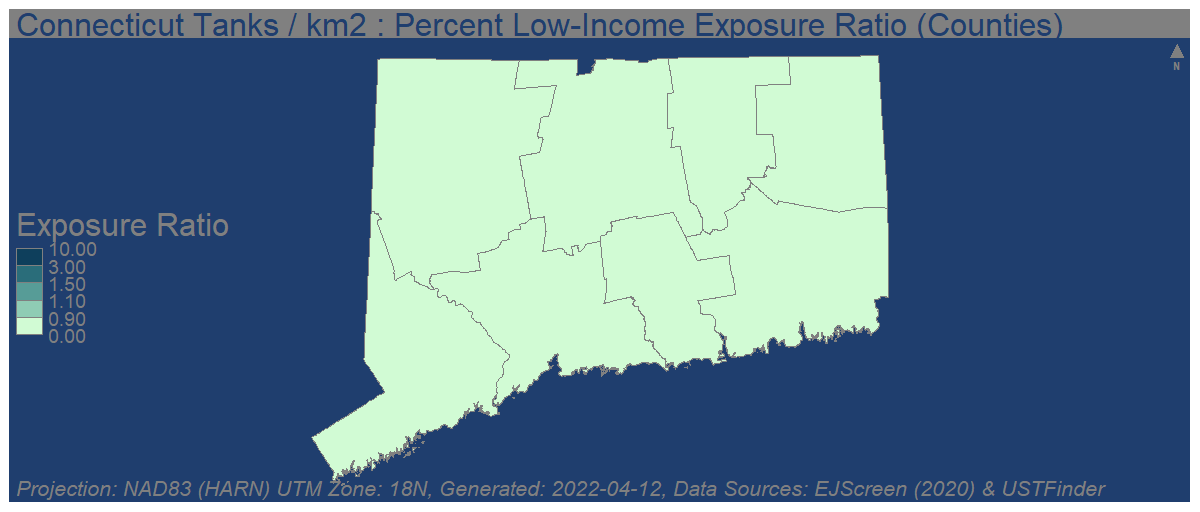 Connecticut Tanks / km2 : Percent Low-Income Exposure Ratio (Counties)
N
Exposure Ratio
10.00
3.00
1.50
1.10
0.90
0.00
Projection: NAD83 (HARN) UTM Zone: 18N, Generated: 2022-04-12, Data Sources: EJScreen (2020) & USTFinder